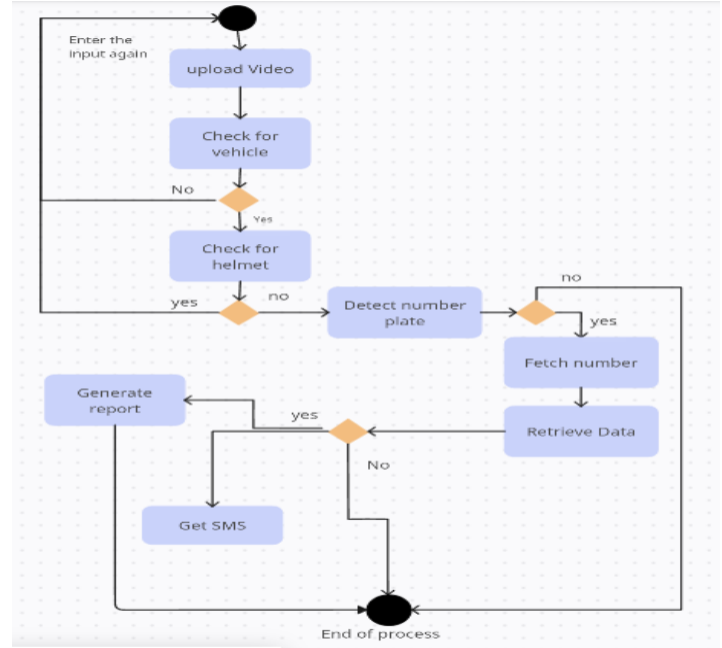 Enter the
input again
upload Video
Check for
vehicle
No
Yes
Check for
helmet
yes
no
Detect number
plate
no
yes
Fetch number
Generate
report
yes
Retrieve Data
No
Get SMS
End of process